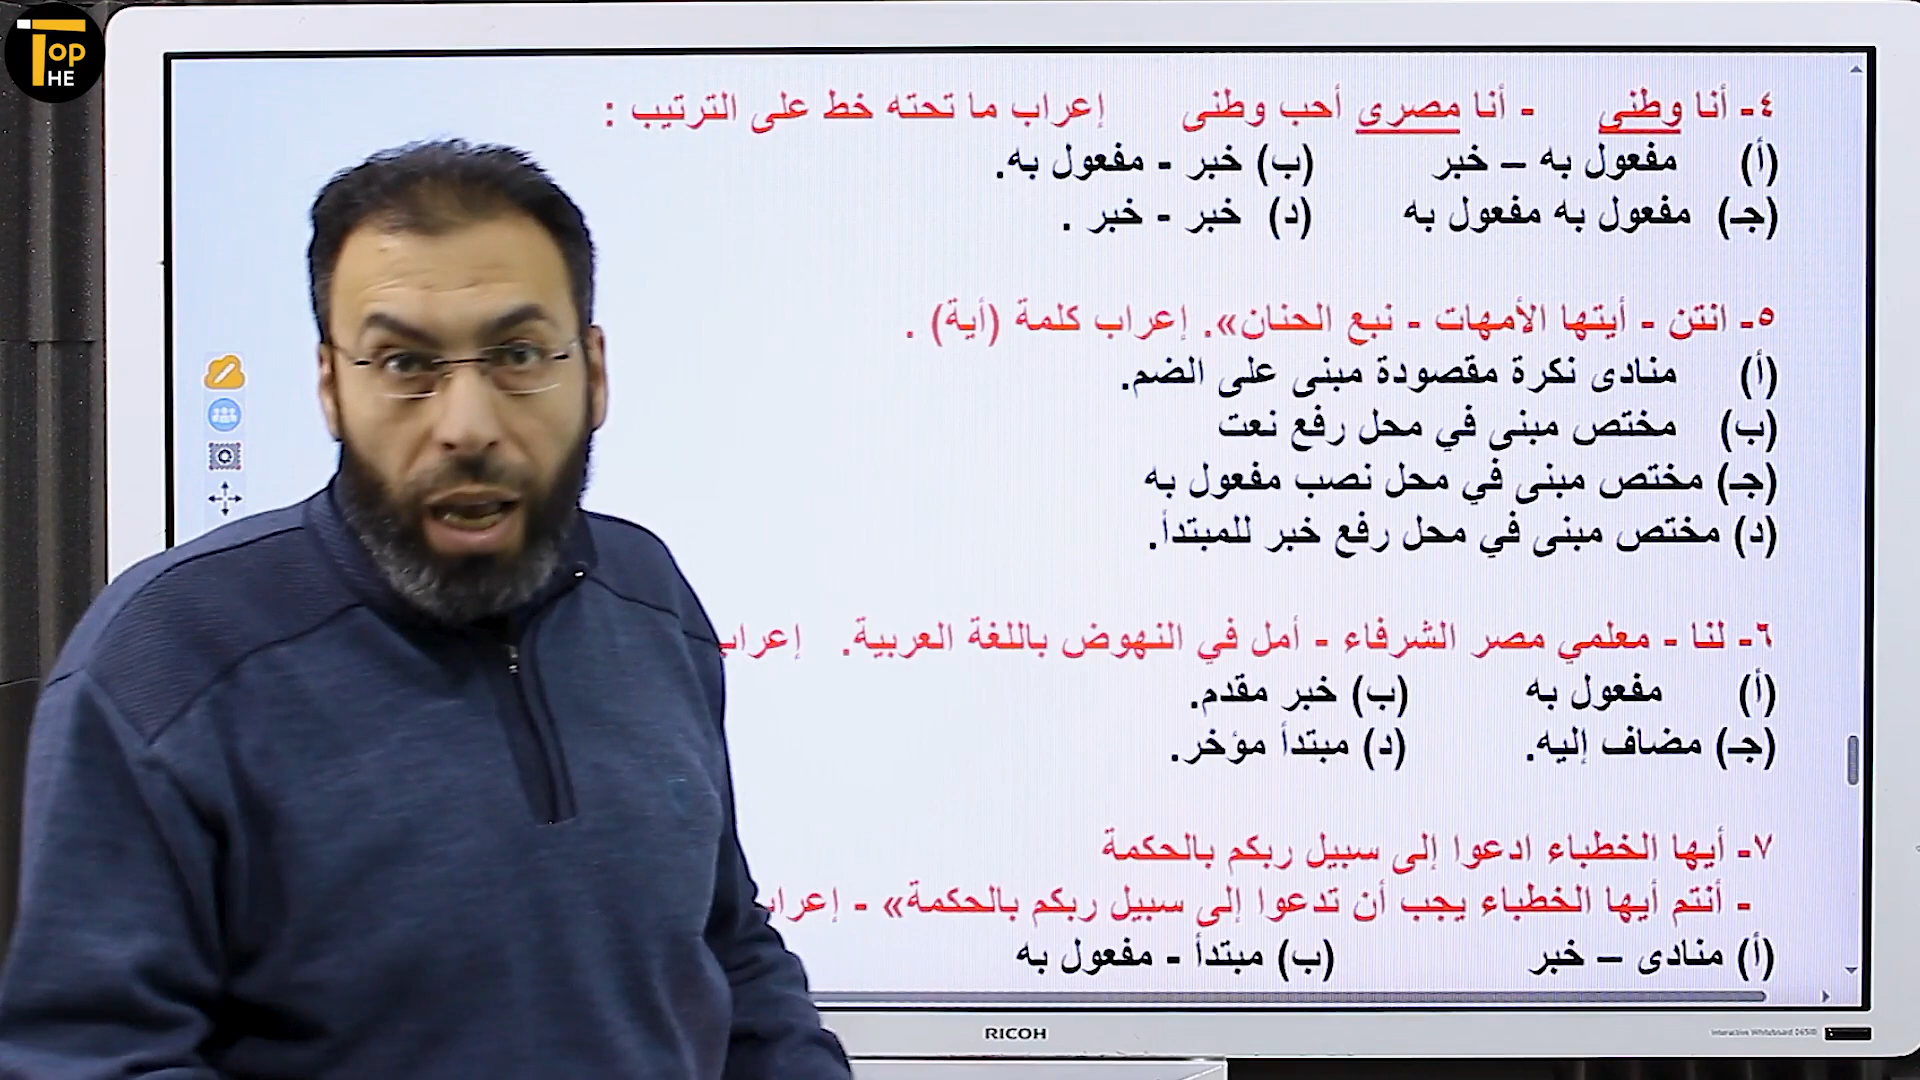 TOP
THE
٤- أنا وطنى - أنا مصرى أحب وطنى إعراب ما تحته خط على الترتيب :
(أ) مفعول به – خبر (ب) خبر - مفعول به.
(جـ) مفعول به مفعول به (د) خبر - خبر .
٥- انتن - أيتها الأمهات - نبع الحنان». إعراب كلمة (أية) .
(أ) منادى نكرة مقصودة مبنى على الضم.
(ب) مختص مبنى في محل رفع نعت
(جـ) مختص مبنى في محل نصب مفعول به
(د) مختص مبنى في محل رفع خبر للمبتدأ.
٦- لنا - معلمي مصر الشرفاء - أمل في النهوض باللغة العربية. إعراب
(أ) مفعول به (ب) خبر مقدم.
(جـ) مضاف إليه. (د) مبتدأ مؤخر.
٧- أيها الخطباء ادعوا إلى سبيل ربكم بالحكمة
- أنتم أيها الخطباء يجب أن تدعوا إلى سبيل ربكم بالحكمة» - إعراب
(أ) منادى – خبر (ب) مبتدأ - مفعول به
RICOH